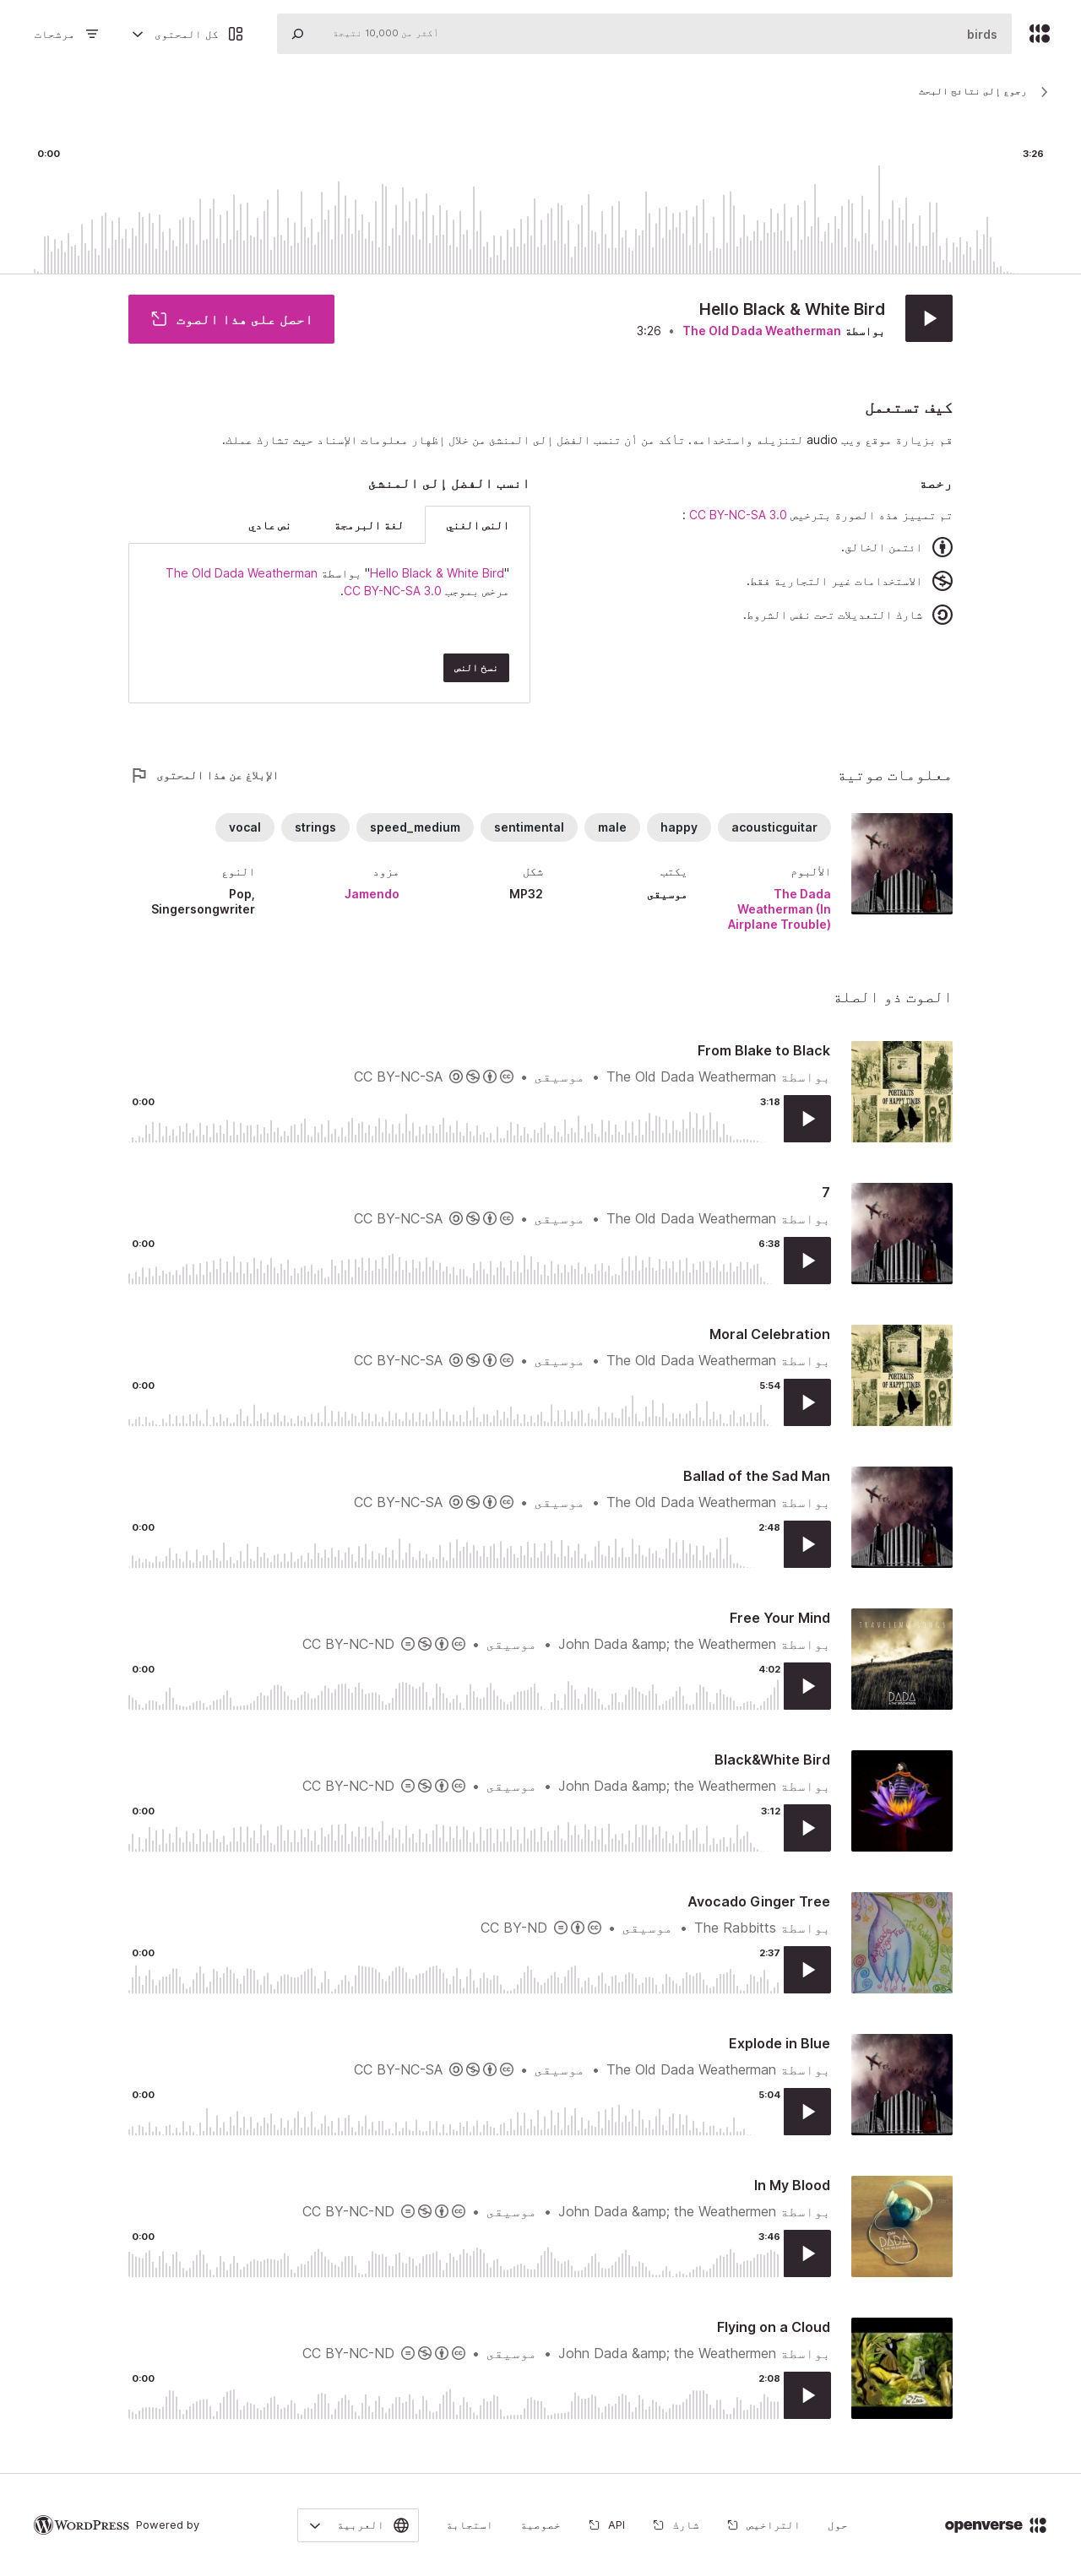 birds
أكثر من 10,000 نتيجة
كل المحتوى
مرشحات
رجوع إلى نتائج البحث
0:00
3:26
Hello Black & White Bird
بواسطة The Old Dada Weatherman • 3:26
احصل على هذا الصوت
كيف تستعمل
قم بزيارة موقع ويب audio لتنزيله واستخدامه. تأكد من أن تنسب الفضل إلى المنشئ من خلال إظهار معلومات الإسناد حيث تشارك عملك.
رخصة
تم تمييز هذه الصورة بترخيص CC BY-NC-SA 3.0 :
ائتمن الخالق.
الاستخدامات غير التجارية فقط.
شارك التعديلات تحت نفس الشروط.
انسب الفضل إلى المنشئ
النص الغني
لغة البرمجة
نص عادي
"Hello Black & White Bird" بواسطة The Old Dada Weatherman
مرخص بموجب CC BY-NC-SA 3.0.
نسخ النص
معلومات صوتية
الإبلاغ عن هذا المحتوى
acousticguitar
happy
male
sentimental
speed_medium
strings
vocal
الألبوم
The Dada
Weatherman (In
Airplane Trouble)
يكتب
موسيقى
شكل
MP32
مزود
Jamendo
النوع
Pop,
Singersongwriter
الصوت ذو الصلة
From Blake to Black
بواسطة The Old Dada Weatherman • موسيقى • CC BY-NC-SA
0:00
3:18
PORTRAITS
OF HAPPY TIMES
7
بواسطة The Old Dada Weatherman • موسيقى • CC BY-NC-SA
0:00
6:38
Moral Celebration
بواسطة The Old Dada Weatherman • موسيقى • CC BY-NC-SA
0:00
5:54
PORTRAITS
OF HAPPY TIMES
Ballad of the Sad Man
بواسطة The Old Dada Weatherman • موسيقى • CC BY-NC-SA
0:00
2:48
Free Your Mind
بواسطة John Dada &amp; the Weathermen • موسيقى • CC BY-NC-ND
0:00
4:02
DADA
Black&White Bird
بواسطة John Dada &amp; the Weathermen • موسيقى • CC BY-NC-ND
0:00
3:12
Avocado Ginger Tree
بواسطة The Rabbitts • موسيقى • CC BY-ND
0:00
2:37
Explode in Blue
بواسطة The Old Dada Weatherman • موسيقى • CC BY-NC-SA
0:00
5:04
In My Blood
بواسطة John Dada &amp; the Weathermen • موسيقى • CC BY-NC-ND
0:00
3:46
DADA
Flying on a Cloud
بواسطة John Dada &amp; the Weathermen • موسيقى • CC BY-NC-ND
0:00
2:08
openverse
حول
التراخيص
شارك
API
خصوصية
استجابة
العربية
Powered by WORDPRESS